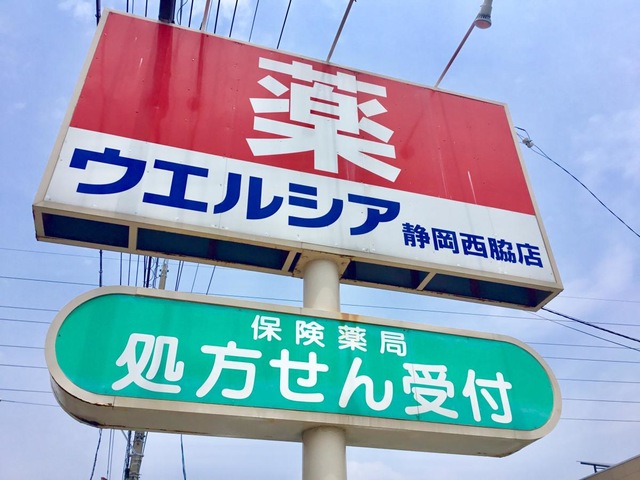 薬
ウエルシア 静岡西脇店
保険薬局
処方せん受付